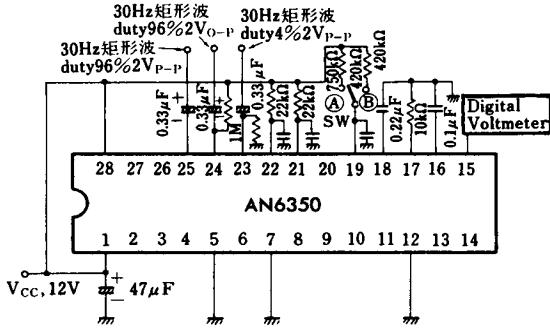 30Hz矩形波
duty96%2VO-P
30Hz矩形波
duty96%2VP-P
30Hz矩形波
duty4%2VP-P
0.33μF
0.33μF
1M
0.33μF
22kΩ
22kΩ
750kΩ
420kΩ
420kΩ
A
B
SW
0.22μF
10kΩ
0.1μF
Digital
Voltmeter
28 27 26 25 24 23 22 21 20 19 18 17 16 15
AN6350
1 2 3 4 5 6 7 8 9 10 11 12 13 14
VCC, 12V
+
−
47μF